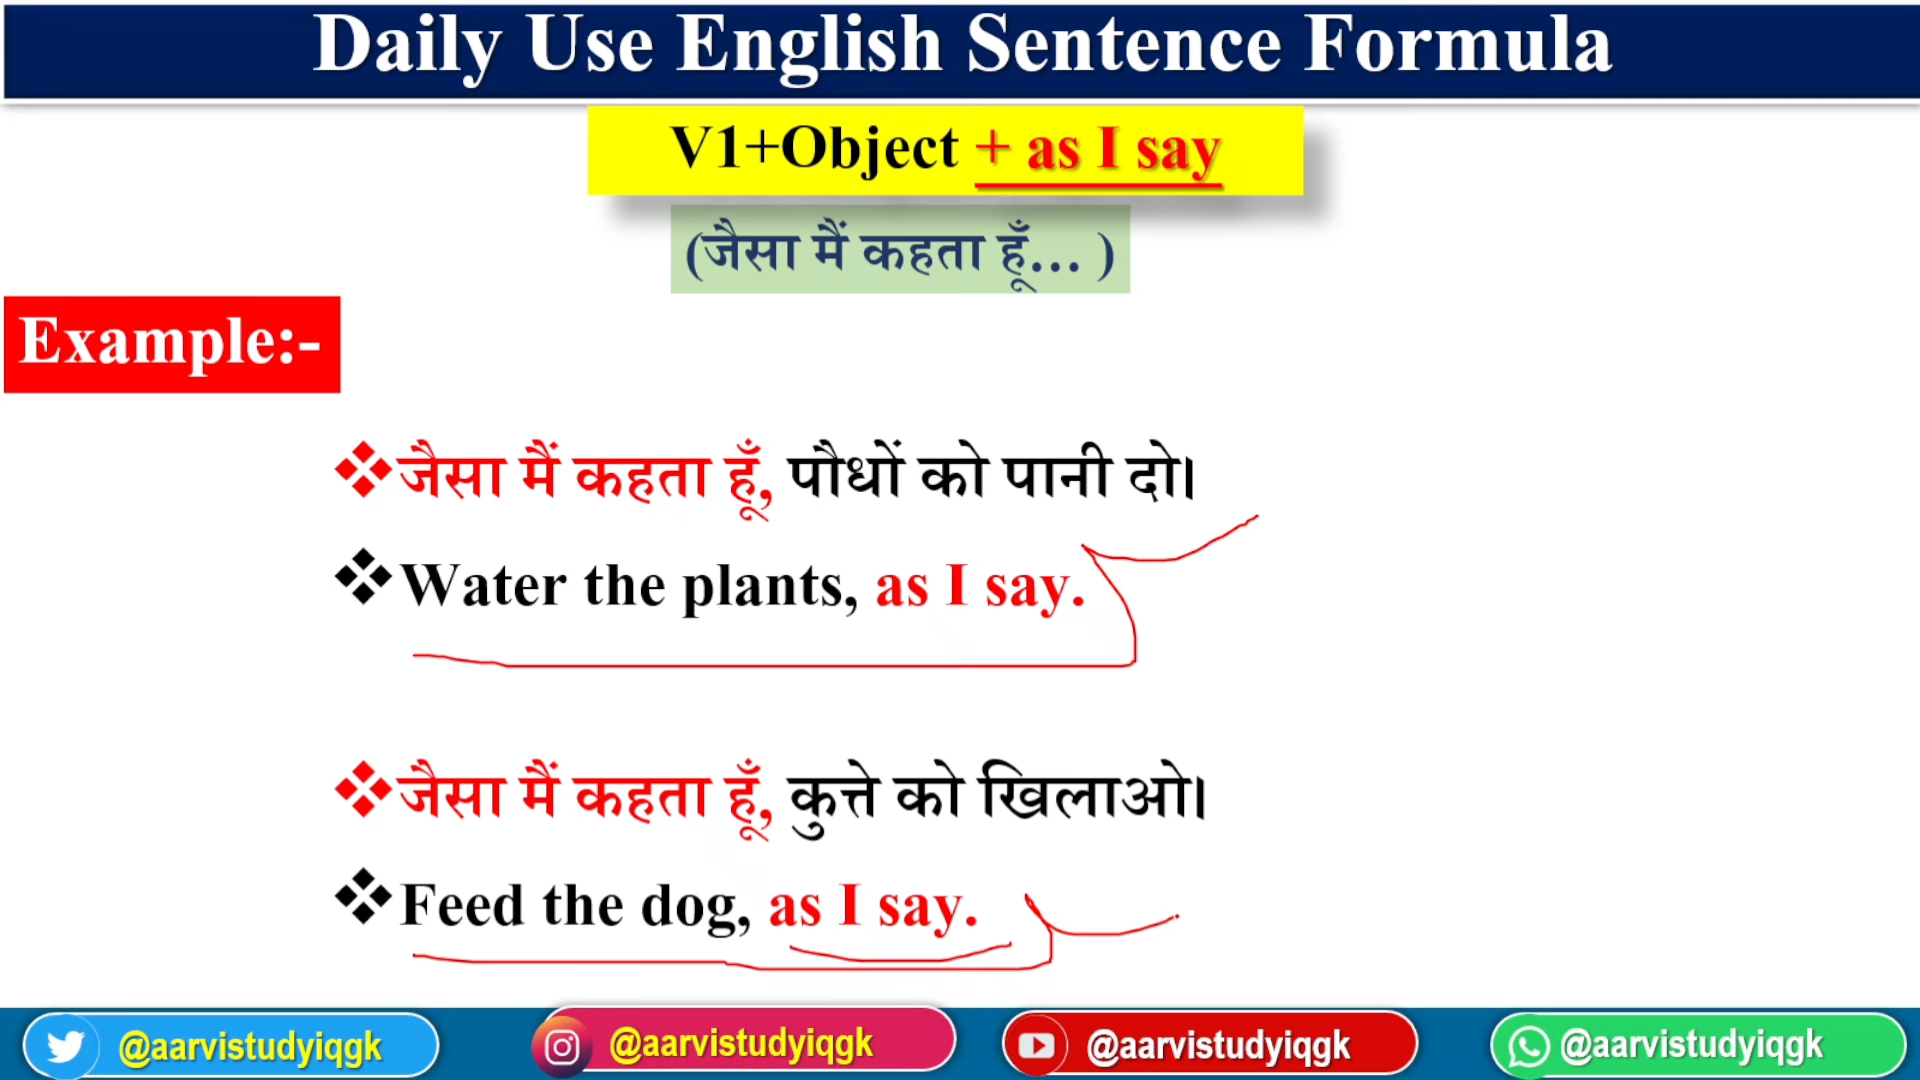 Daily Use English Sentence Formula
V1+Object + as I say
(जैसा मैं कहता हूँ... )
Example:-
❖जैसा मैं कहता हूँ, पौधों को पानी दो।
❖Water the plants, as I say.
❖जैसा मैं कहता हूँ, कुत्ते को खिलाओ।
❖Feed the dog, as I say.
@aarvistudyiqgk @aarvistudyiqgk @aarvistudyiqgk @aarvistudyiqgk